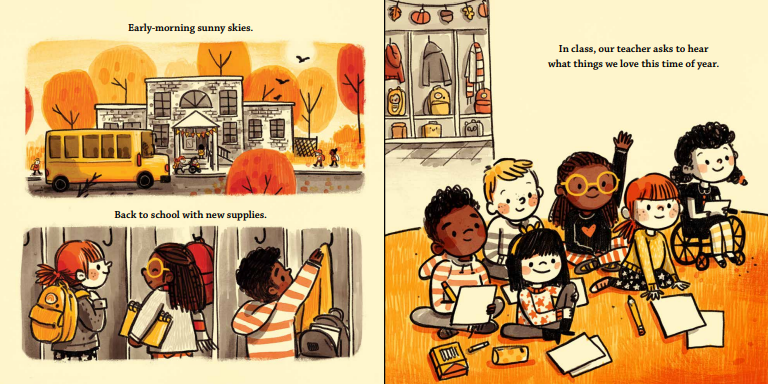 Early-morning sunny skies.
Back to school with new supplies.
In class, our teacher asks to hear
what things we love this time of year.